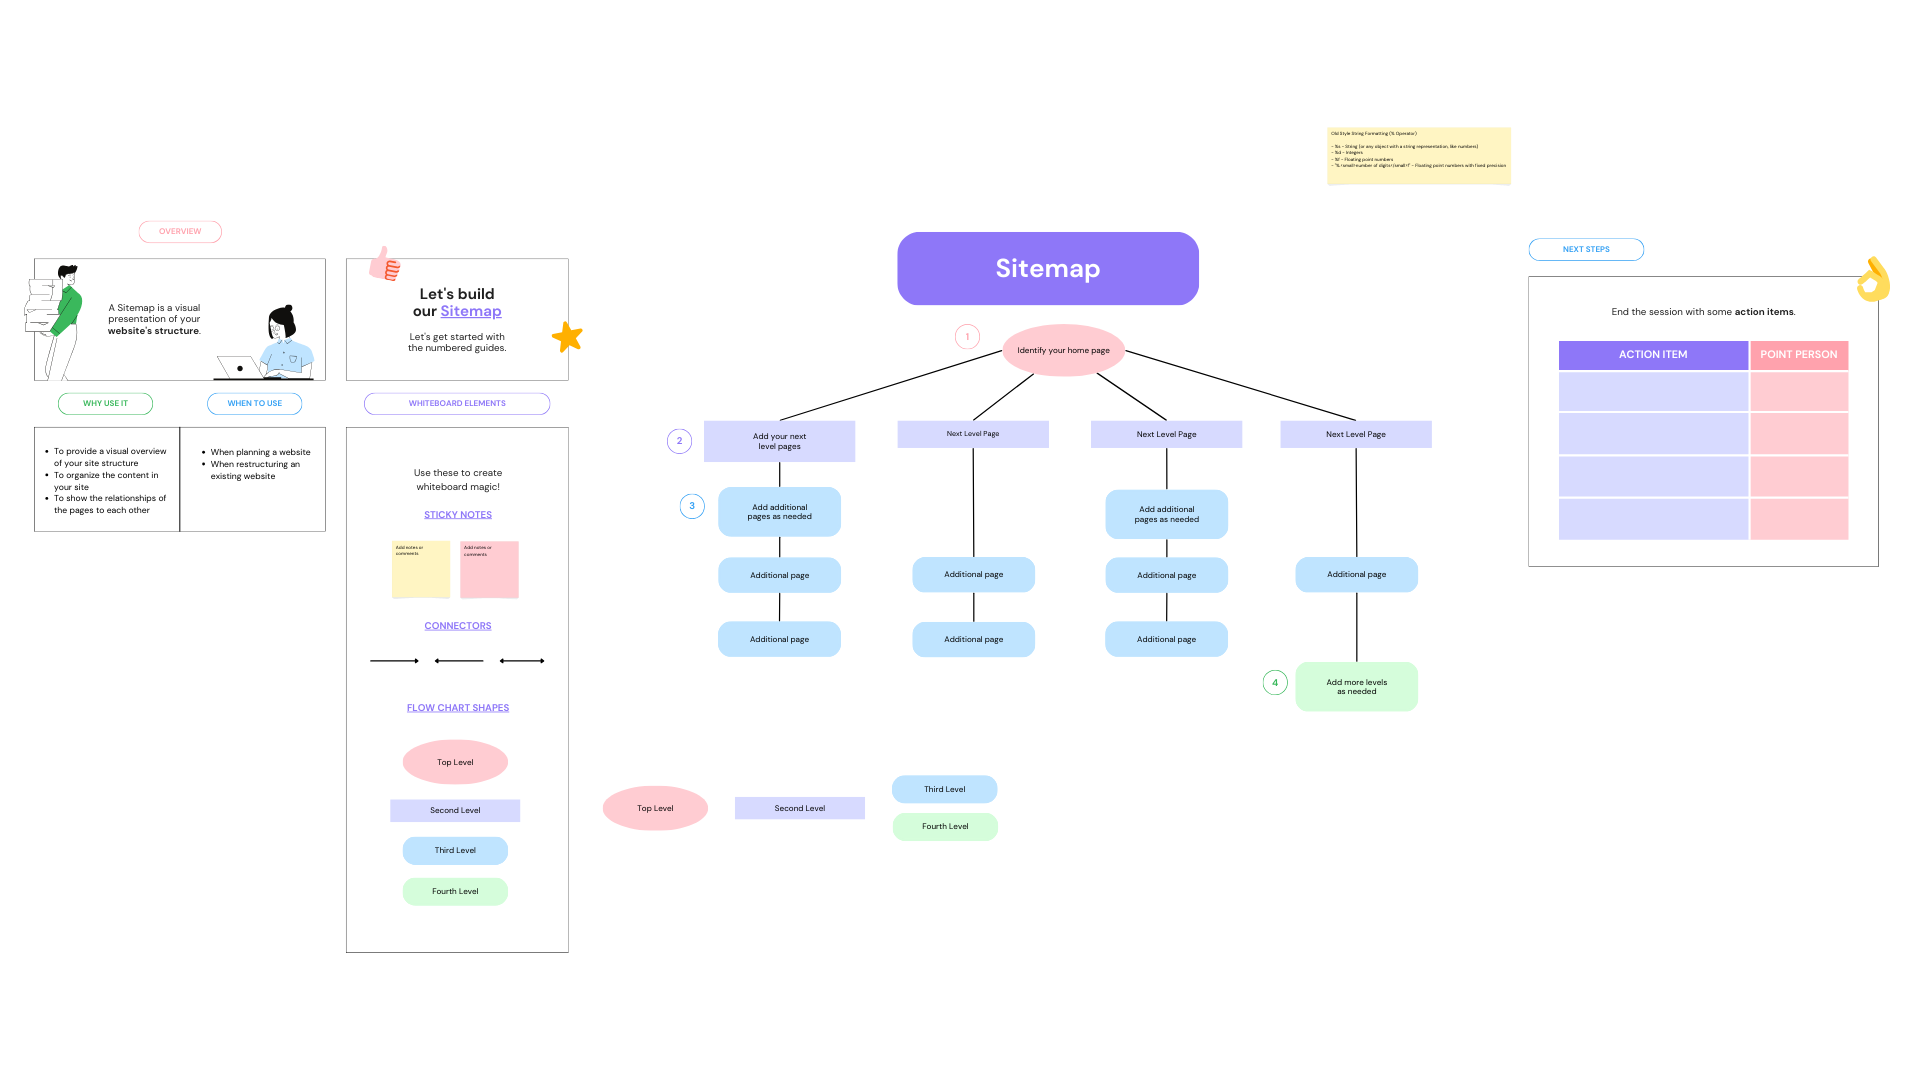 OVERVIEW
A Sitemap is a visual
presentation of your
website's structure.
WHY USE IT
WHEN TO USE
To provide a visual overview
of your site structure
To organize the content in
your site
To show the relationships of
the pages to each other
When planning a website
When restructuring an
existing website
Let's build
our Sitemap
Let's get started with
the numbered guides.
WHITEBOARD ELEMENTS
Use these to create
whiteboard magic!
STICKY NOTES
Add notes or
comments
Add notes or
comments
CONNECTORS
FLOW CHART SHAPES
Top Level
Second Level
Third Level
Fourth Level
Top Level
Second Level
Third Level
Fourth Level
Sitemap
1
Identify your home page
2
Add your next
level pages
Next Level Page
Next Level Page
Next Level Page
3
Add additional
pages as needed
Add additional
pages as needed
Additional page
Additional page
Additional page
Additional page
Additional page
Additional page
Additional page
4
Add more levels
as needed
Old Style String Formatting (% Operator)
- %s - String (or any object with a string representation, like numbers)
- %d - Integers
- %f - Floating point numbers
- "%.<small>number of digits</small>f" - Floating point numbers with fixed precision
NEXT STEPS
End the session with some action items.
ACTION ITEM
POINT PERSON